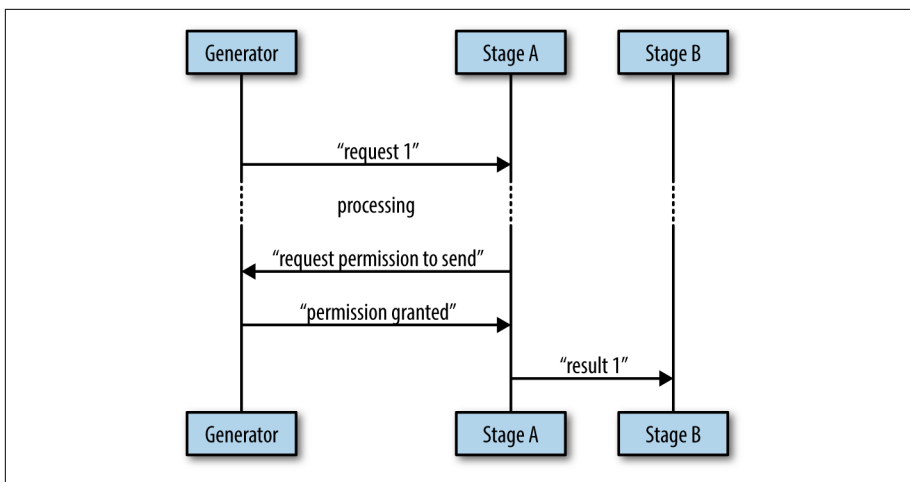 Generator
Stage A
Stage B
“request 1”
processing
“request permission to send”
“permission granted”
“result 1”
Generator
Stage A
Stage B